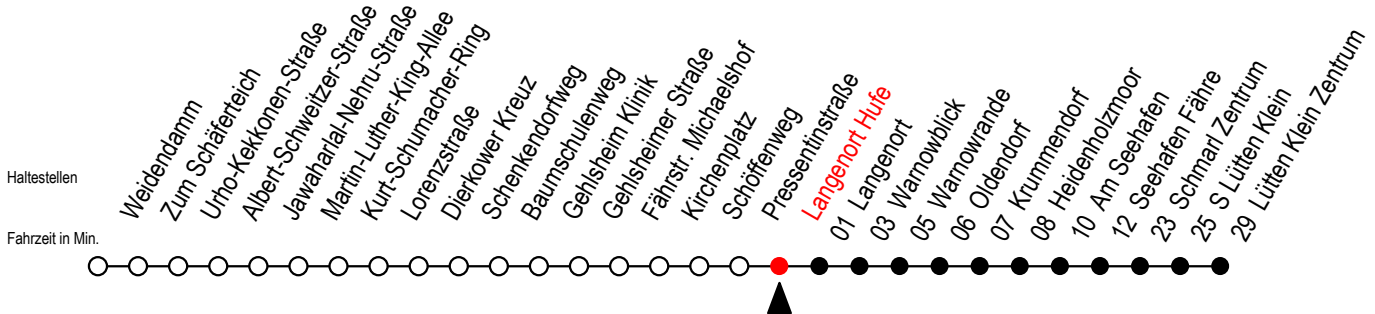 Haltestellen
Fahrzeit in Min.
Weidendamm
Zum Schäferteich
Urho-Kekkonen-Straße
Albert-Schweitzer-Straße
Jawaharlal-Nehru-Straße
Martin-Luther-King-Allee
Kurt-Schumacher-Ring
Lorenzstraße
Dierkower Kreuz
Schenkendorfweg
Baumschulenweg
Gehlsheim Klinik
Gehlsheimer Straße
Fährstr. Michaelshof
Kirchenplatz
Schöffenweg
Pressentinstraße
Langenort Hufe
01 Langenort
03 Warnowblick
05 Warnowrande
06 Oldendorf
07 Krummendorf
08 Heidenholzmoor
10 Am Seehafen
12 Seehafen Fähre
23 Schmarl Zentrum
25 S Lütten Klein
29 Lütten Klein Zentrum